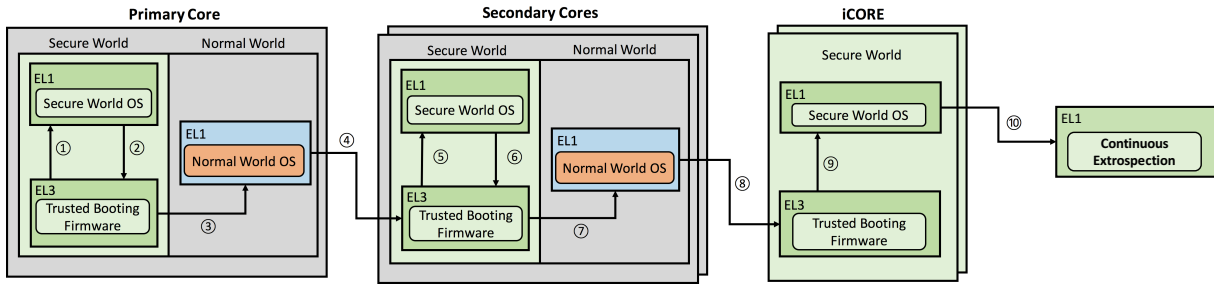 Primary Core
Secure World
Normal World
EL1
Secure World OS
①
②
EL3
Trusted Booting
Firmware
③
EL1
Normal World OS
④
Secondary Cores
Secure World
Normal World
EL1
Secure World OS
⑤
⑥
EL3
Trusted Booting
Firmware
⑦
EL1
Normal World OS
⑧
iCORE
Secure World
EL1
Secure World OS
⑨
EL3
Trusted Booting
Firmware
⑩
EL1
Continuous
Extrospection